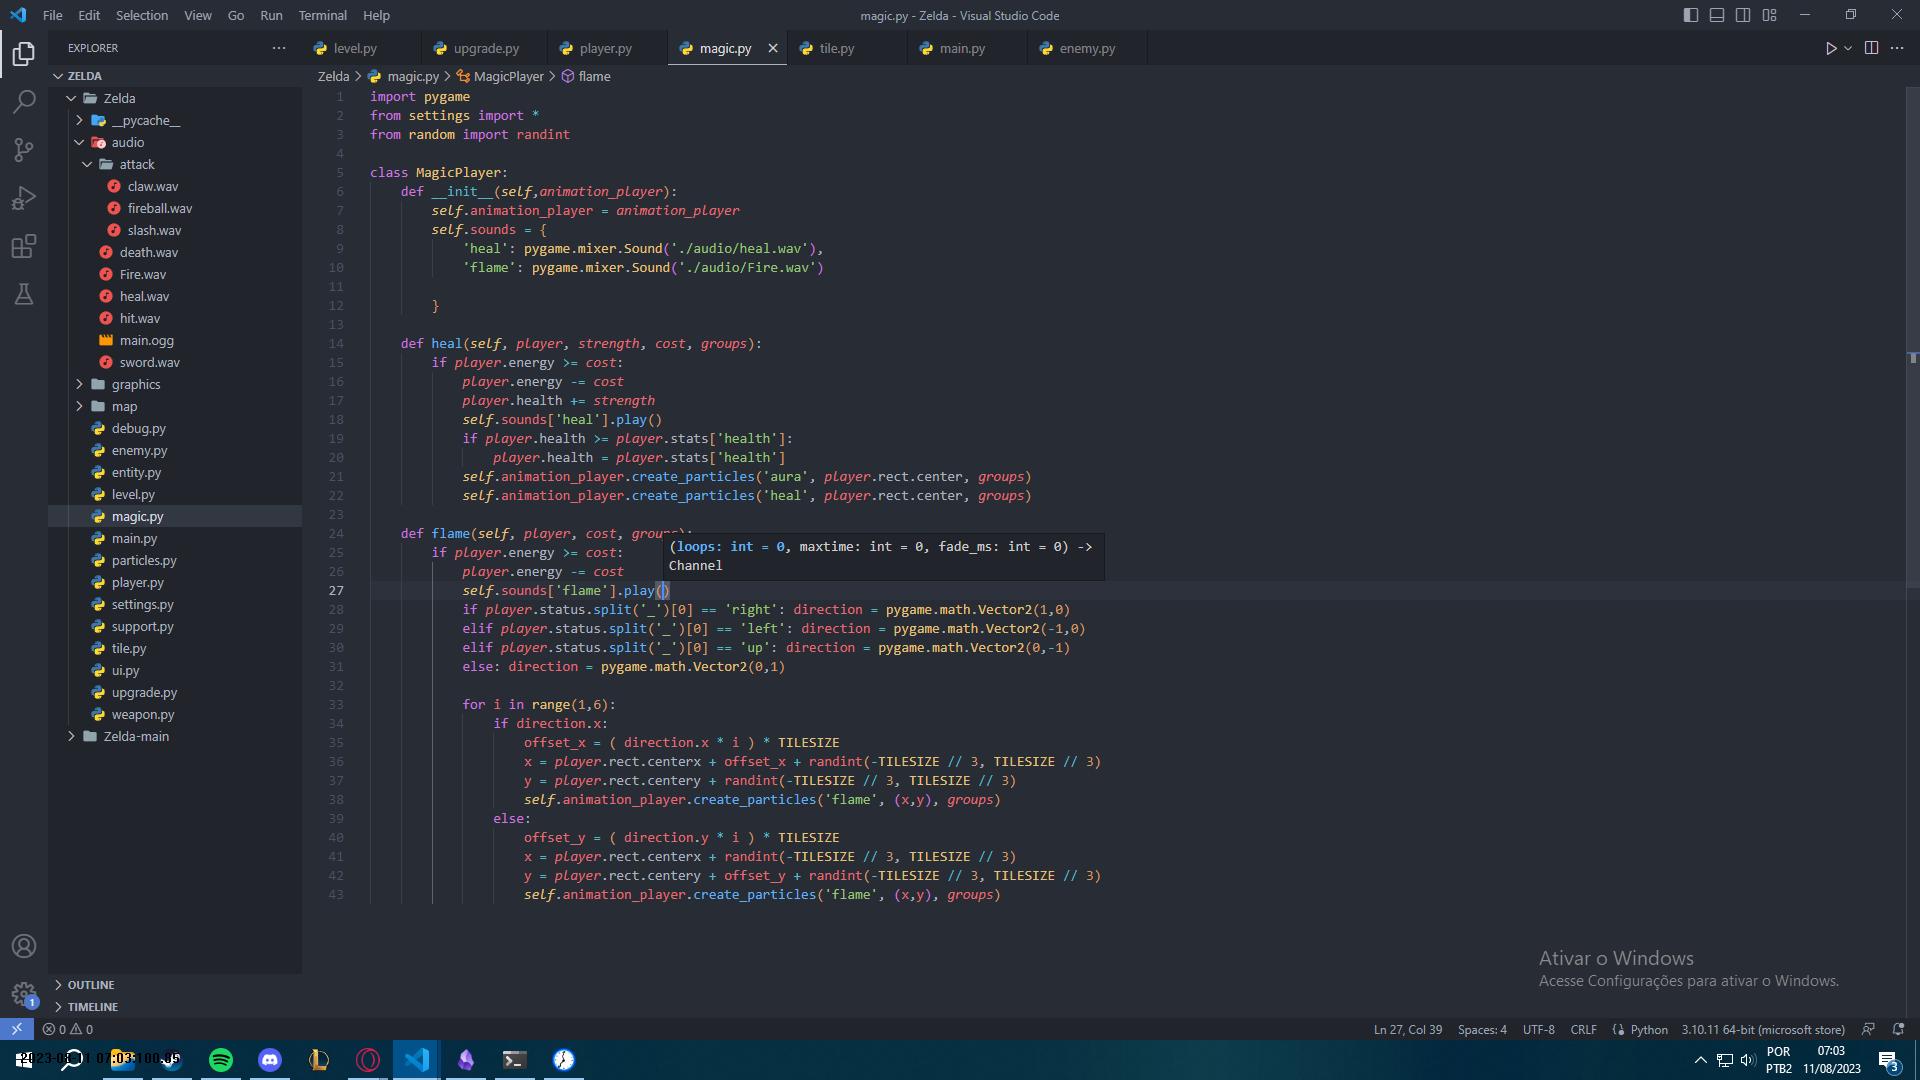 File Edit Selection View Go Run Terminal Help
magic.py - Zelda - Visual Studio Code
EXPLORER
level.py upgrade.py player.py magic.py tile.py main.py enemy.py
ZELDA
Zelda
__pycache__
audio
attack
claw.wav
fireball.wav
slash.wav
death.wav
Fire.wav
heal.wav
hit.wav
main.ogg
sword.wav
graphics
map
debug.py
enemy.py
entity.py
level.py
magic.py
main.py
particles.py
player.py
settings.py
support.py
tile.py
ui.py
upgrade.py
weapon.py
Zelda-main
OUTLINE
TIMELINE
Zelda > magic.py > MagicPlayer > flame
1 import pygame
2 from settings import *
3 from random import randint
4
5 class MagicPlayer:
6 def __init__(self,animation_player):
7 self.animation_player = animation_player
8 self.sounds = {
9 'heal': pygame.mixer.Sound('./audio/heal.wav'),
10 'flame': pygame.mixer.Sound('./audio/Fire.wav')
11
12 }
13
14 def heal(self, player, strength, cost, groups):
15 if player.energy >= cost:
16 player.energy -= cost
17 player.health += strength
18 self.sounds['heal'].play()
19 if player.health >= player.stats['health']:
20 player.health = player.stats['health']
21 self.animation_player.create_particles('aura', player.rect.center, groups)
22 self.animation_player.create_particles('heal', player.rect.center, groups)
23
24 def flame(self, player, cost, groups):
(loops: int = 0, maxtime: int = 0, fade_ms: int = 0) ->
Channel
25 if player.energy >= cost:
26 player.energy -= cost
27 self.sounds['flame'].play()
28 if player.status.split('_')[0] == 'right': direction = pygame.math.Vector2(1,0)
29 elif player.status.split('_')[0] == 'left': direction = pygame.math.Vector2(-1,0)
30 elif player.status.split('_')[0] == 'up': direction = pygame.math.Vector2(0,-1)
31 else: direction = pygame.math.Vector2(0,1)
32
33 for i in range(1,6):
34 if direction.x:
35 offset_x = ( direction.x * i ) * TILESIZE
36 x = player.rect.centerx + offset_x + randint(-TILESIZE // 3, TILESIZE // 3)
37 y = player.rect.centery + randint(-TILESIZE // 3, TILESIZE // 3)
38 self.animation_player.create_particles('flame', (x,y), groups)
39 else:
40 offset_y = ( direction.y * i ) * TILESIZE
41 x = player.rect.centerx + randint(-TILESIZE // 3, TILESIZE // 3)
42 y = player.rect.centery + offset_y + randint(-TILESIZE // 3, TILESIZE // 3)
43 self.animation_player.create_particles('flame', (x,y), groups)
Ativar o Windows
Acesse Configurações para ativar o Windows.
1
0 0
Ln 27, Col 39 Spaces: 4 UTF-8 CRLF Python 3.10.11 64-bit (microsoft store)
POR
PTB2
07:03
11/08/2023
3